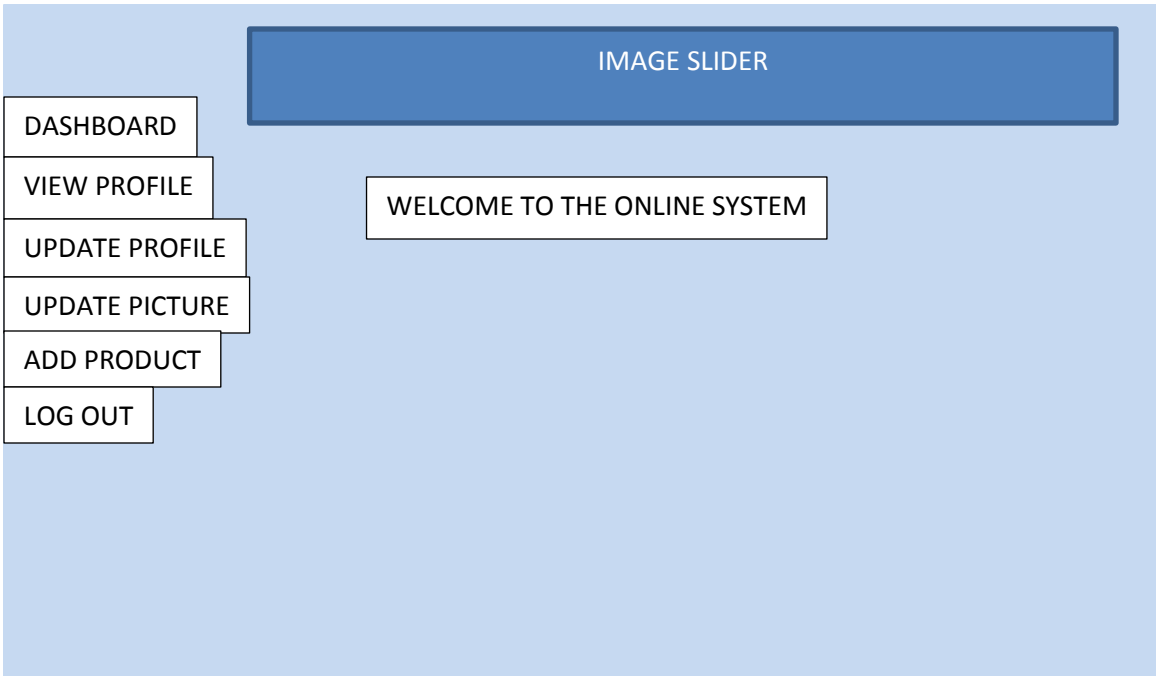 IMAGE SLIDER
DASHBOARD
VIEW PROFILE
WELCOME TO THE ONLINE SYSTEM
UPDATE PROFILE
UPDATE PICTURE
ADD PRODUCT
LOG OUT